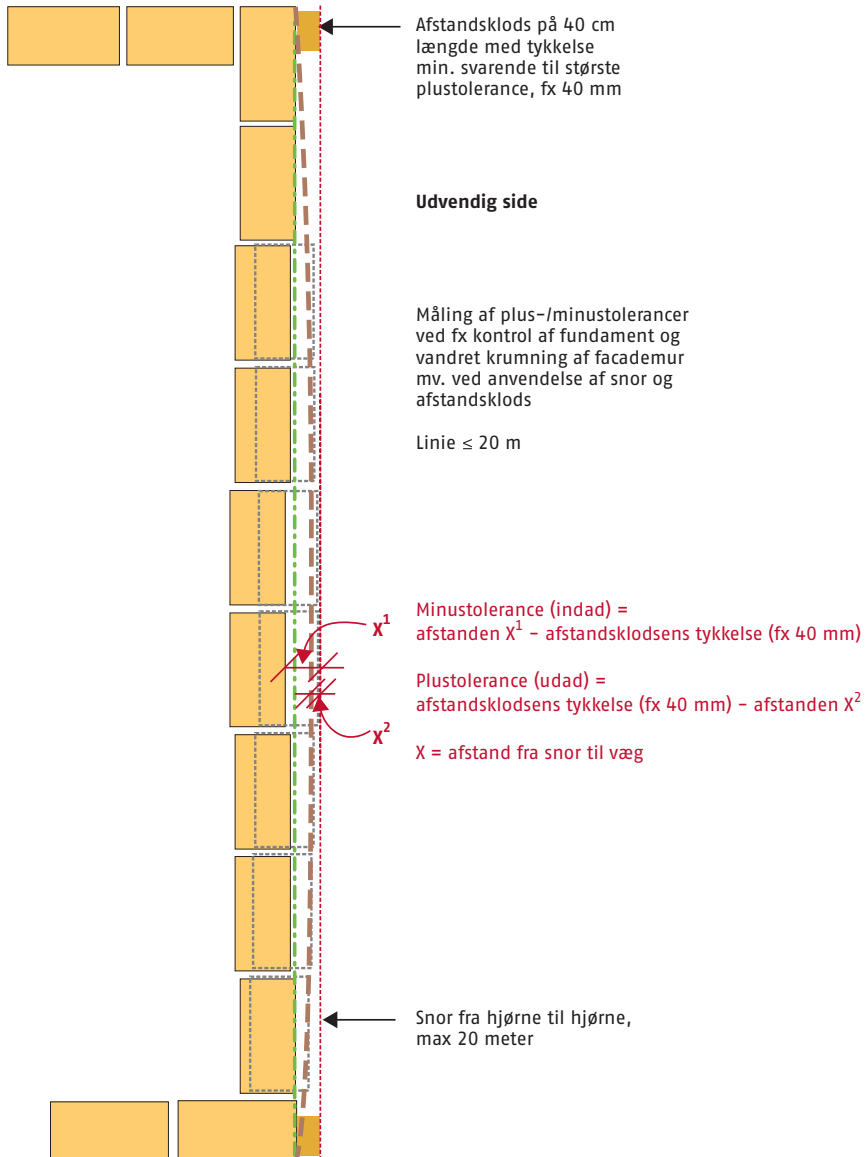 Afstandsklods på 40 cm
længde med tykkelse
min. svarende til største
plustolerance, fx 40 mm
Udvendig side
Måling af plus-/minustolerancer
ved fx kontrol af fundament og
vandret krumning af facademur
mv. ved anvendelse af snor og
afstandsklods
Linie ≤ 20 m
X¹
Minustolerance (indad) =
afstanden X¹ – afstandsklodsens tykkelse (fx 40 mm)
Plustolerance (udad) =
afstandsklodsens tykkelse (fx 40 mm) – afstanden X²
X²
X = afstand fra snor til væg
Snor fra hjørne til hjørne,
max 20 meter